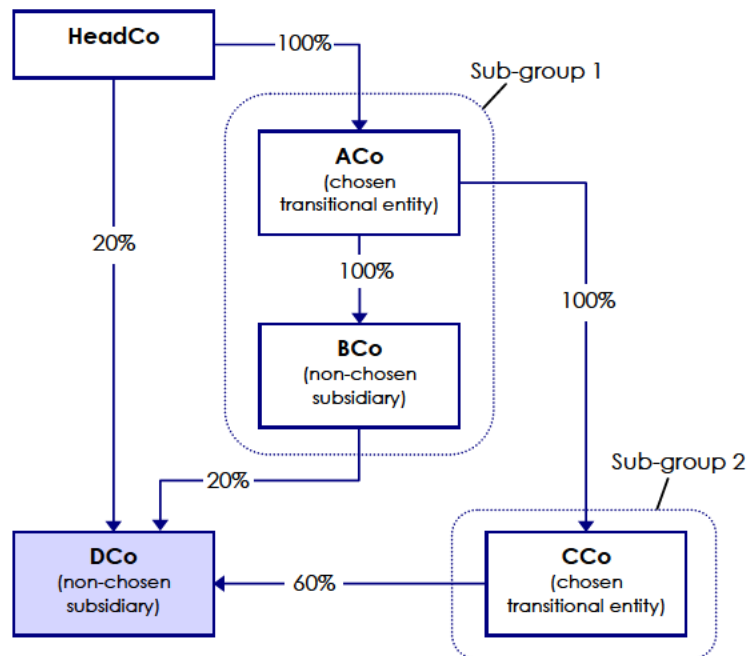 HeadCo
100%
Sub-group 1
ACo
(chosen
transitional entity)
20%
100%
100%
BCo
(non-chosen
subsidiary)
Sub-group 2
20%
DCo
(non-chosen
subsidiary)
60%
CCo
(chosen
transitional entity)